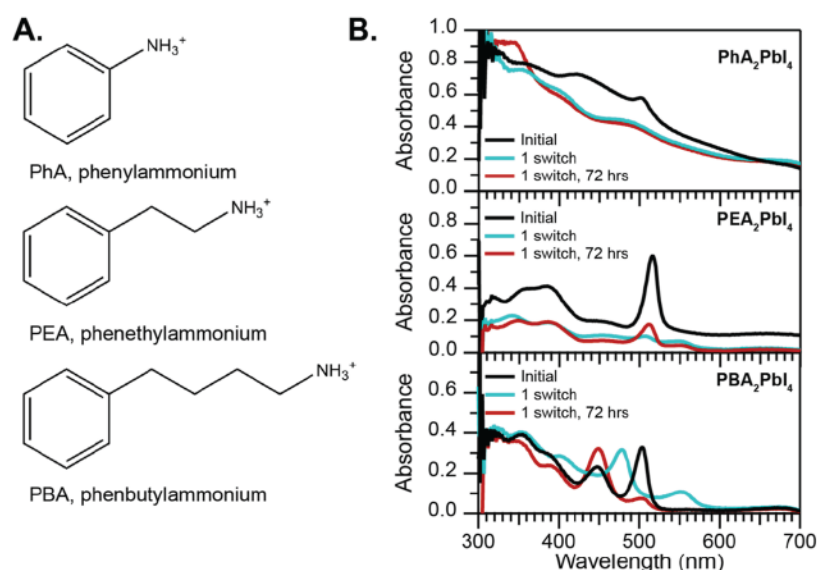 A.
NH₃⁺
PhA, phenylammonium
NH₃⁺
PEA, phenethylammonium
NH₃⁺
PBA, phenbutylammonium
B.
Absorbance
1.0
0.8
0.6
0.4
0.2
0.0
PhA₂PbI₄
Initial
1 switch
1 switch, 72 hrs
Absorbance
0.8
0.6
0.4
0.2
0.0
PEA₂PbI₄
Initial
1 switch
1 switch, 72 hrs
Absorbance
0.8
0.6
0.4
0.2
0.0
PBA₂PbI₄
Initial
1 switch
1 switch, 72 hrs
300 400 500 600 700
Wavelength (nm)